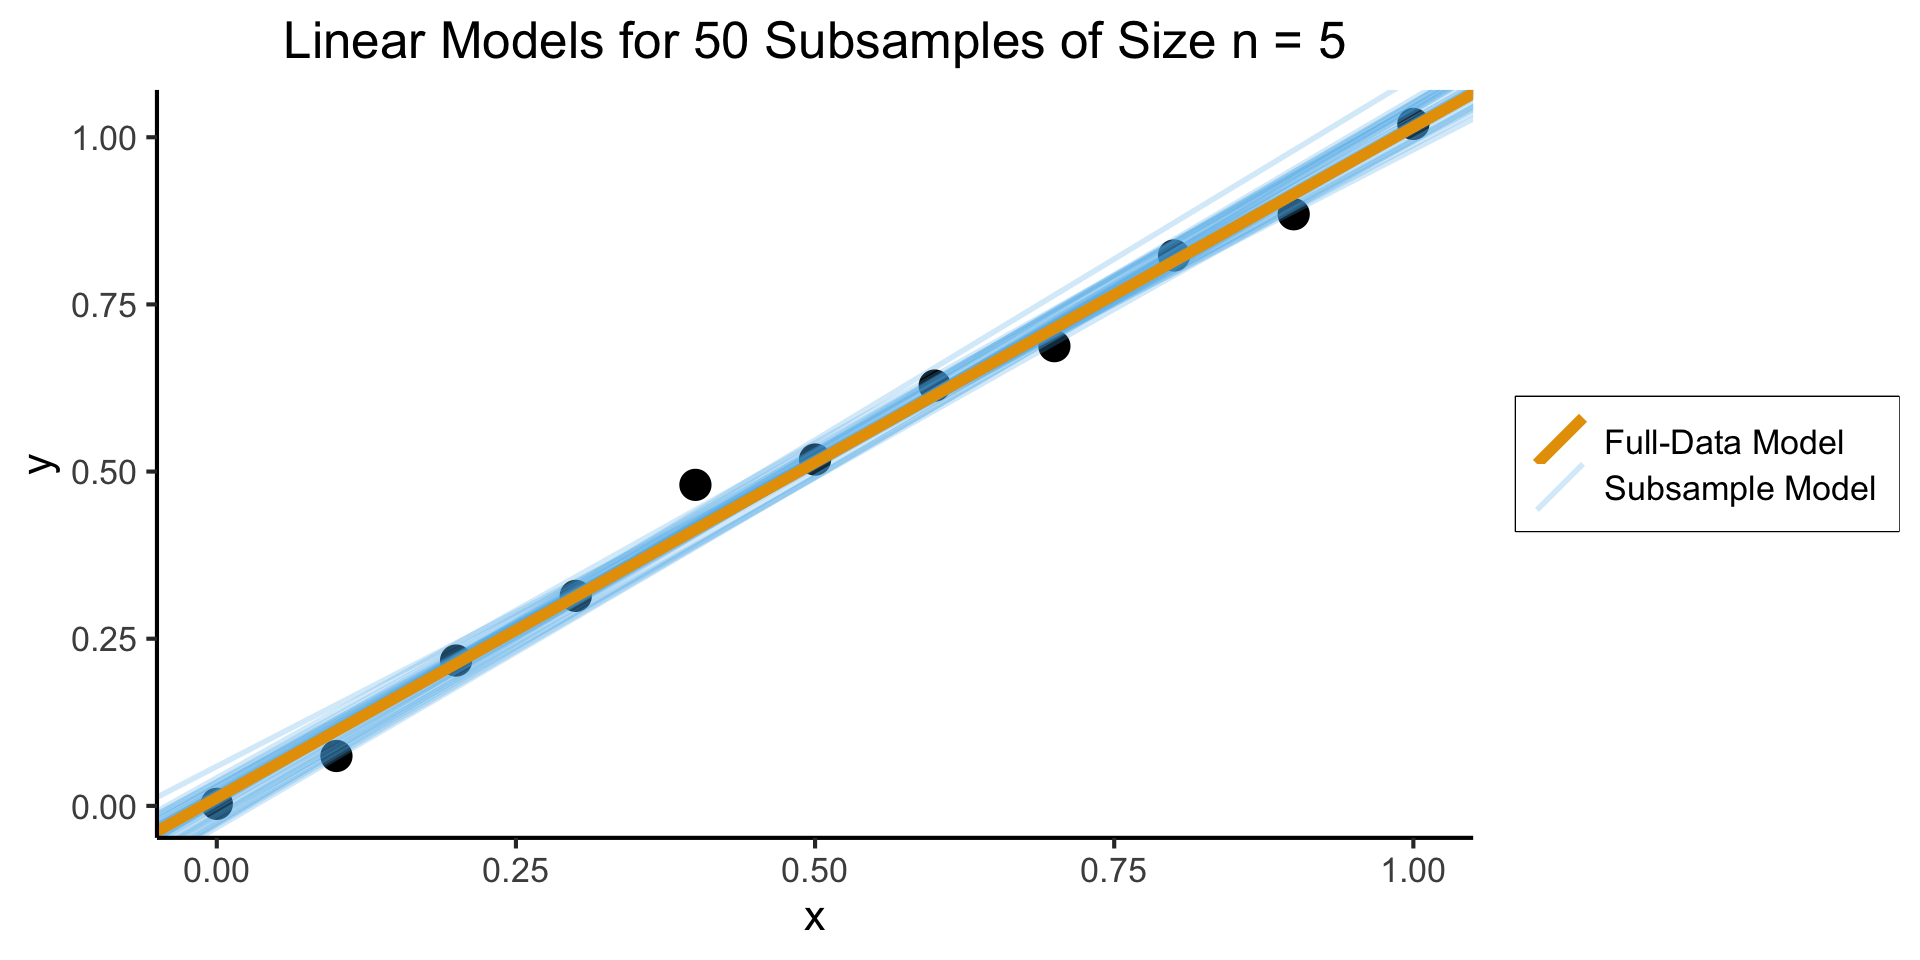 Linear Models for 50 Subsamples of Size n = 5
1.00
0.75
0.50
0.25
0.00
y
0.00 0.25 0.50 0.75 1.00
x
Full-Data Model
Subsample Model